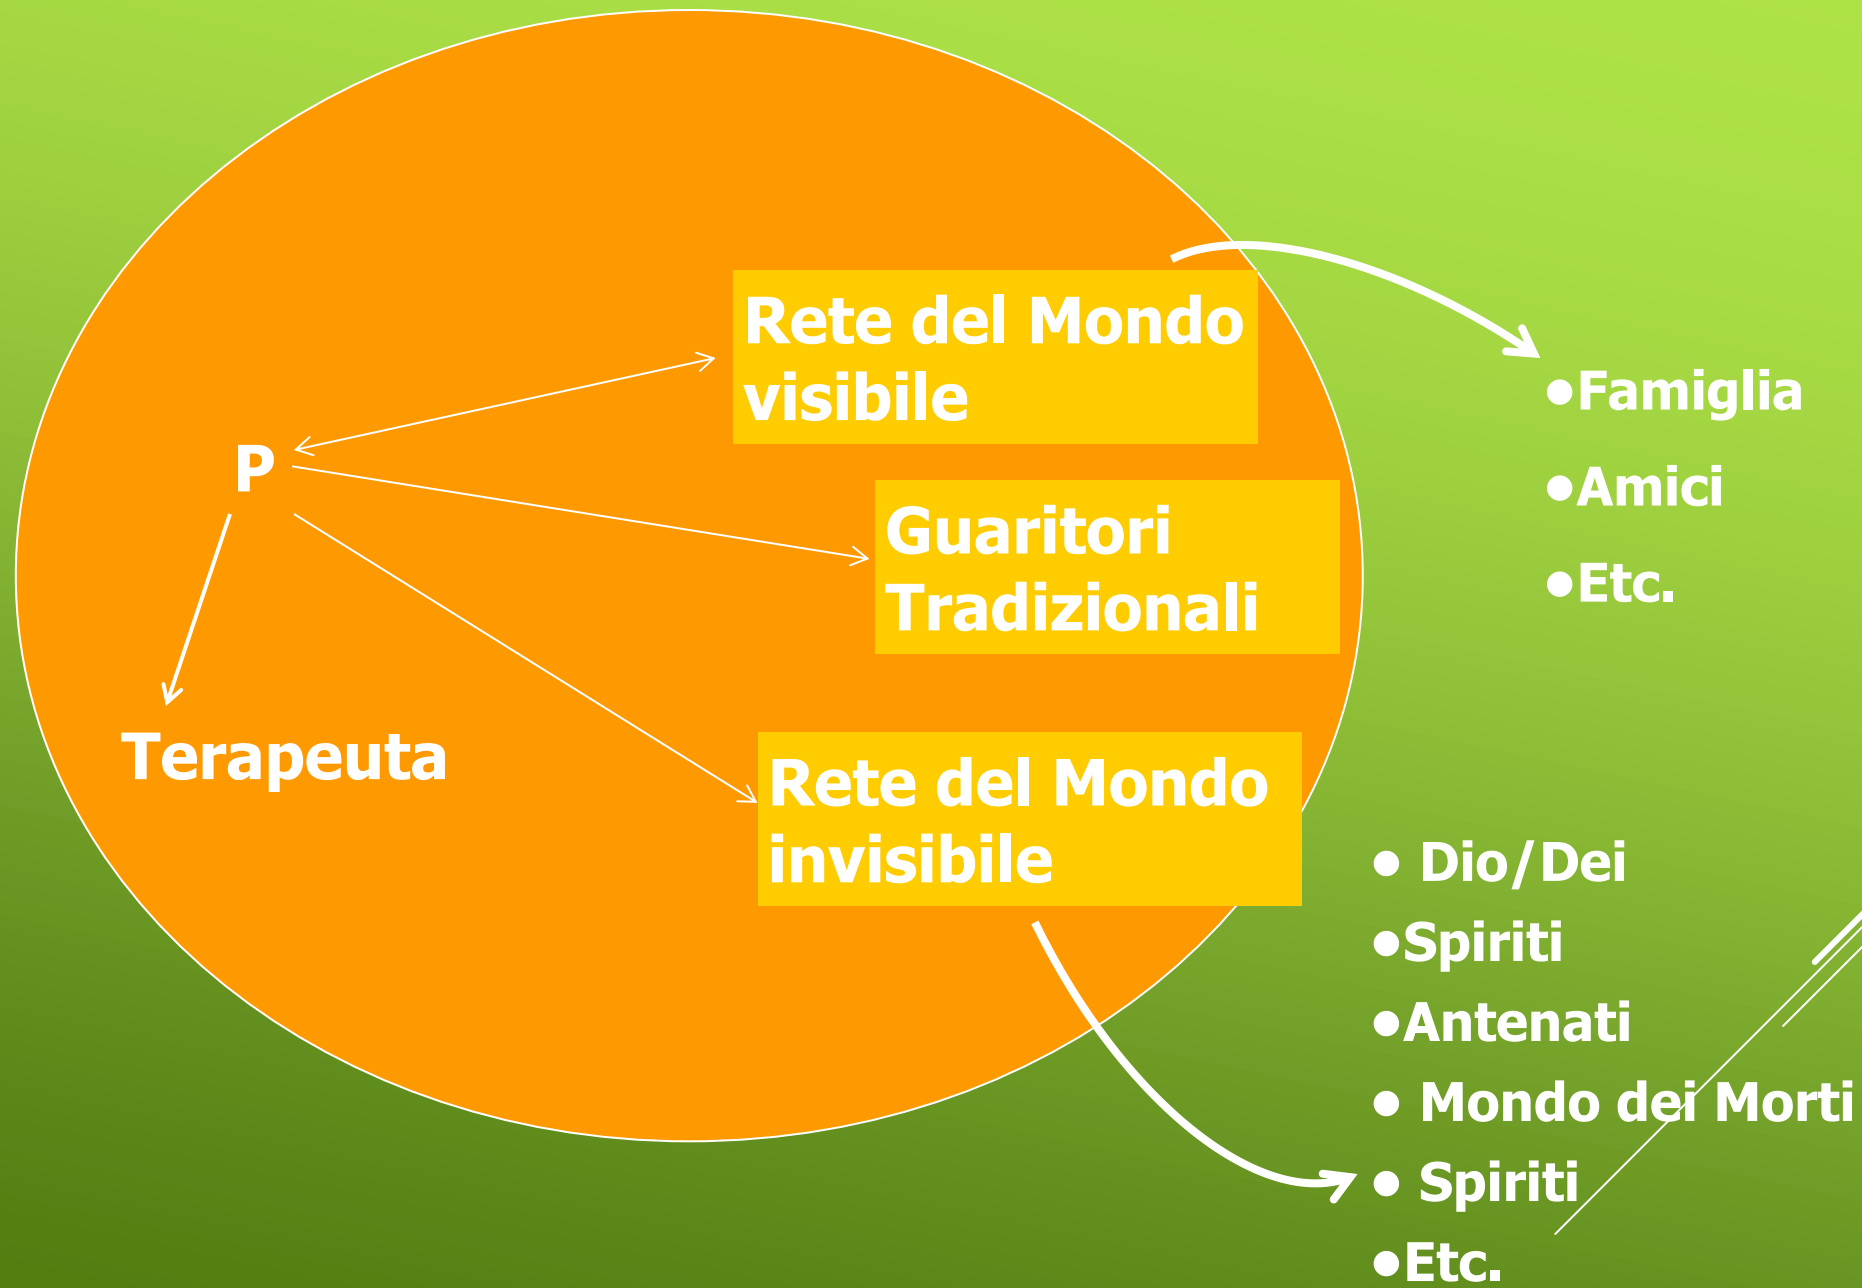 Rete del Mondo
visibile
P
Guaritori
Tradizionali
Terapeuta
Rete del Mondo
invisibile
•Famiglia
•Amici
•Etc.
• Dio/Dei
•Spiriti
•Antenati
• Mondo dei Morti
• Spiriti
•Etc.